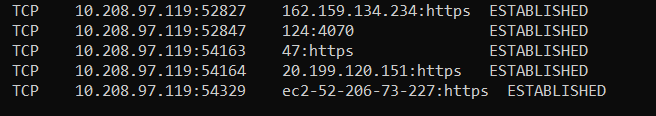 TCP    10.208.97.119:52827    162.159.134.234:https  ESTABLISHED
TCP    10.208.97.119:52847    124:4070               ESTABLISHED
TCP    10.208.97.119:54163    47:https               ESTABLISHED
TCP    10.208.97.119:54164    20.199.120.151:https   ESTABLISHED
TCP    10.208.97.119:54329    ec2-52-206-73-227:https  ESTABLISHED